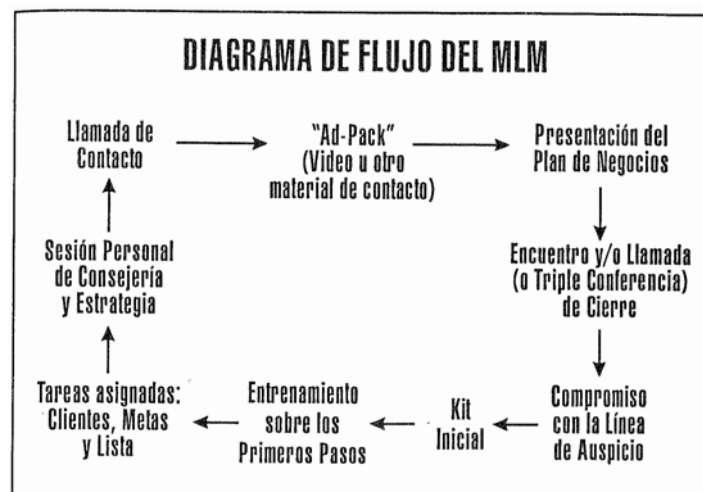 DIAGRAMA DE FLUJO DEL MLM
Llamada de
Contacto
"Ad-Pack"
(Video u otro
material de contacto)
Presentación del
Plan de Negocios
Encuentro y/o Llamada
(o Triple Conferencia)
de Cierre
Compromiso
con la Línea
de Auspicio
Kit
Inicial
Entrenamiento
sobre los
Primeros Pasos
Tareas asignadas:
Clientes, Metas
y Lista
Sesión Personal
de Consejería
y Estrategia